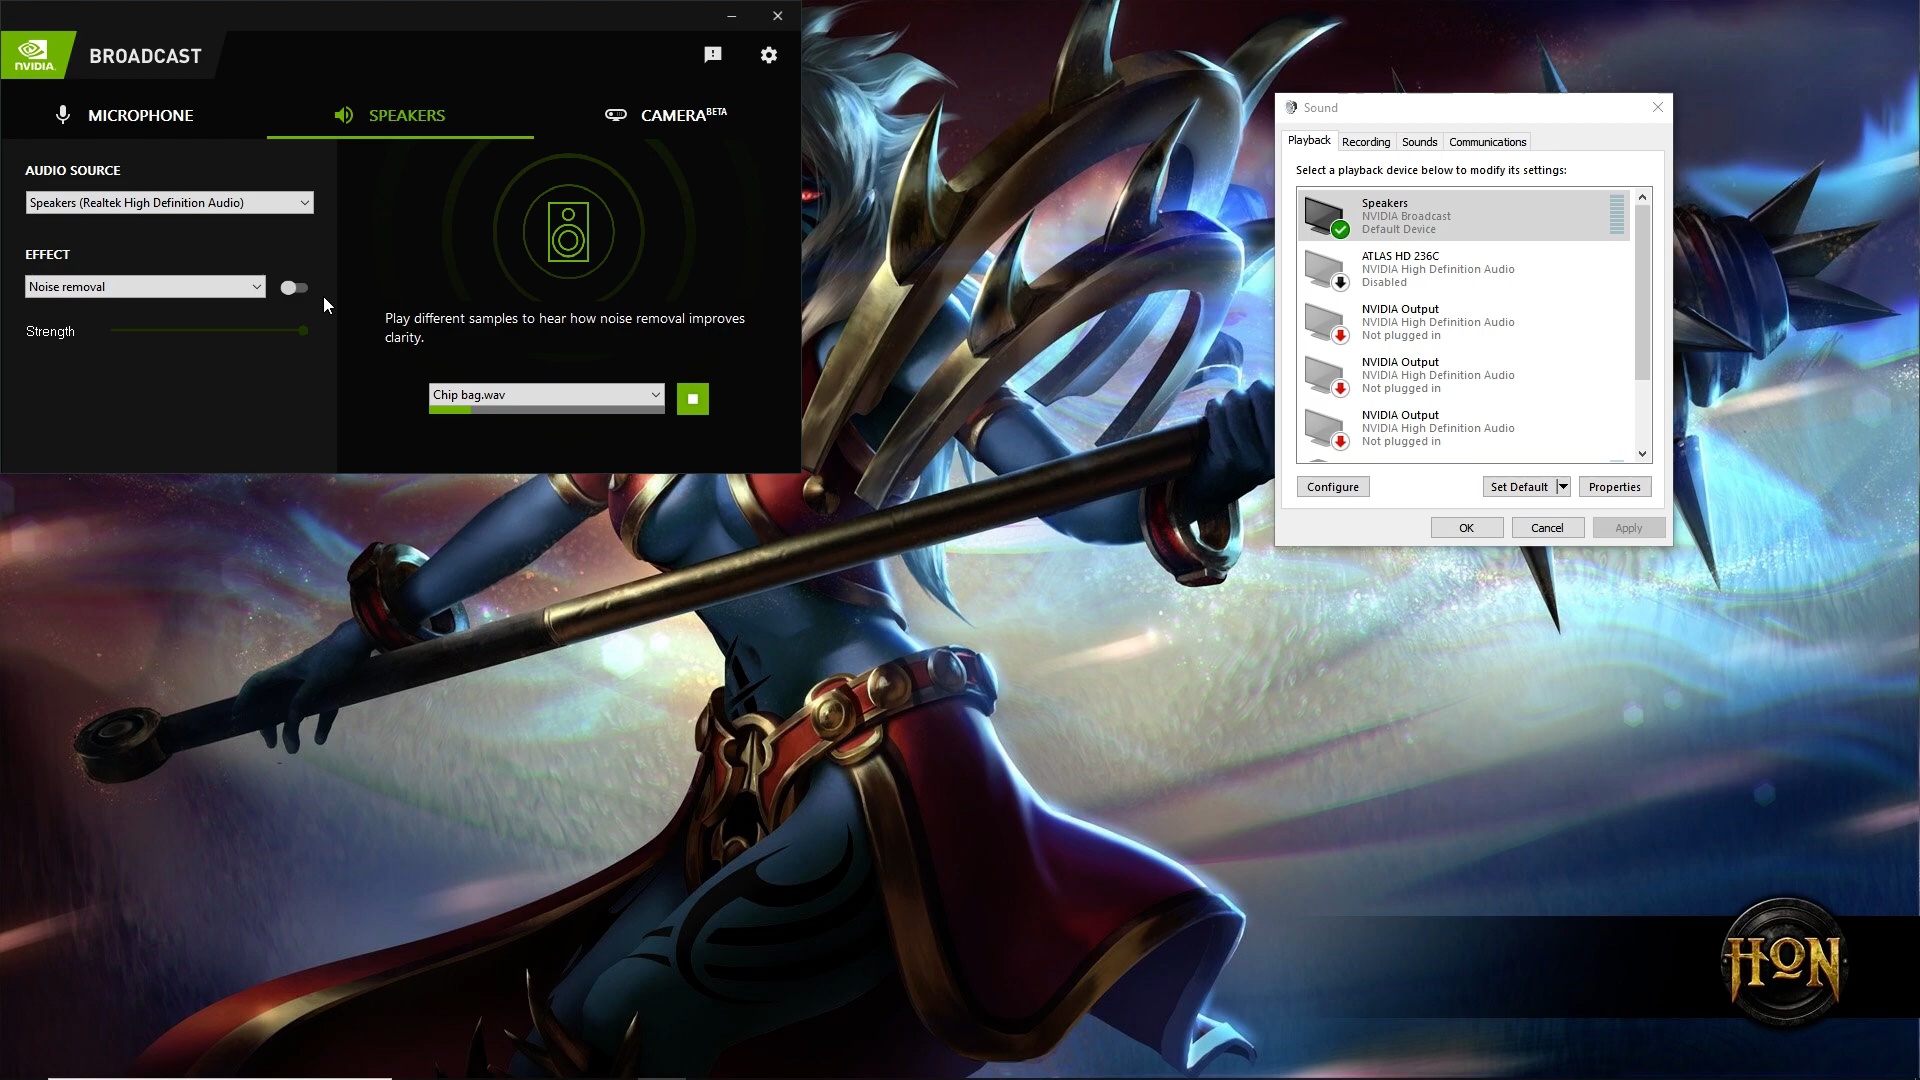 NVIDIA.
BROADCAST
MICROPHONE
SPEAKERS
CAMERA BETA
AUDIO SOURCE
Speakers (Realtek High Definition Audio)
EFFECT
Noise removal
Strength
Play different samples to hear how noise removal improves
clarity.
Chip bag.wav
Sound
Playback
Recording
Sounds
Communications
Select a playback device below to modify its settings:
Speakers
NVIDIA Broadcast
Default Device
ATLAS HD 236C
NVIDIA High Definition Audio
Disabled
NVIDIA Output
NVIDIA High Definition Audio
Not plugged in
NVIDIA Output
NVIDIA High Definition Audio
Not plugged in
NVIDIA Output
NVIDIA High Definition Audio
Not plugged in
Configure
Set Default
Properties
OK
Cancel
Apply
HON